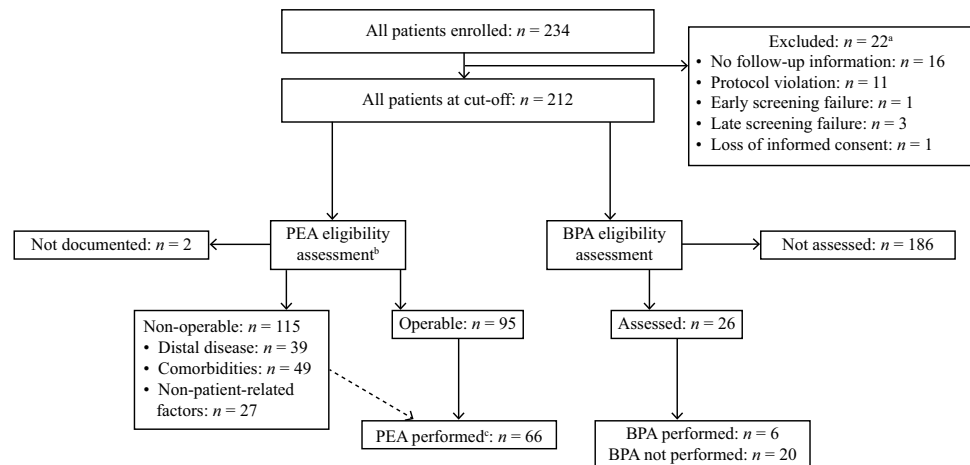 All patients enrolled: n = 234
Excluded: n = 22ᵃ
• No follow-up information: n = 16
• Protocol violation: n = 11
• Early screening failure: n = 1
• Late screening failure: n = 3
• Loss of informed consent: n = 1
All patients at cut-off: n = 212
Not documented: n = 2
PEA eligibility
assessmentᵇ
BPA eligibility
assessment
Not assessed: n = 186
Non-operable: n = 115
• Distal disease: n = 39
• Comorbidities: n = 49
• Non-patient-related
factors: n = 27
Operable: n = 95
Assessed: n = 26
PEA performedᶜ: n = 66
BPA performed: n = 6
BPA not performed: n = 20